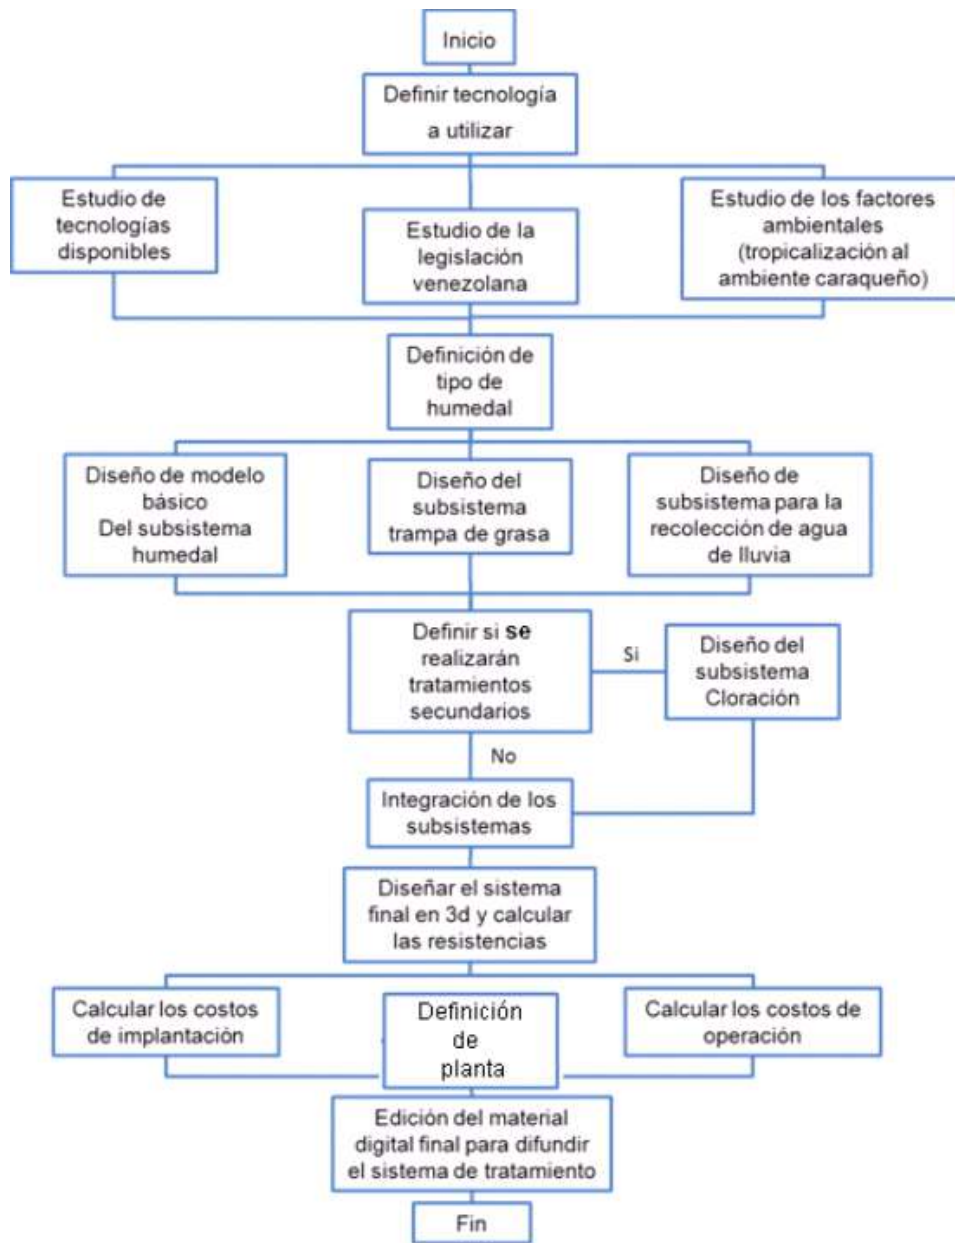 Inicio
Definir tecnología
a utilizar
Estudio de
tecnologías
disponibles
Estudio de la
legislación
venezolana
Estudio de los factores
ambientales
(tropicalización al
ambiente caraqueño)
Definición de
tipo de
humedal
Diseño de modelo
básico
Del subsistema
humedal
Diseño del
subsistema
trampa de grasa
Diseño de
subsistema para la
recolección de agua
de lluvia
Definir si se
realizarán
tratamientos
secundarios
Si
Diseño del
subsistema
Cloración
No
Integración de los
subsistemas
Diseñar el sistema
final en 3d y calcular
las resistencias
Calcular los costos
de implantación
Definición
de
planta
Calcular los costos de
operación
Edición del material
digital final para difundir
el sistema de tratamiento
Fin